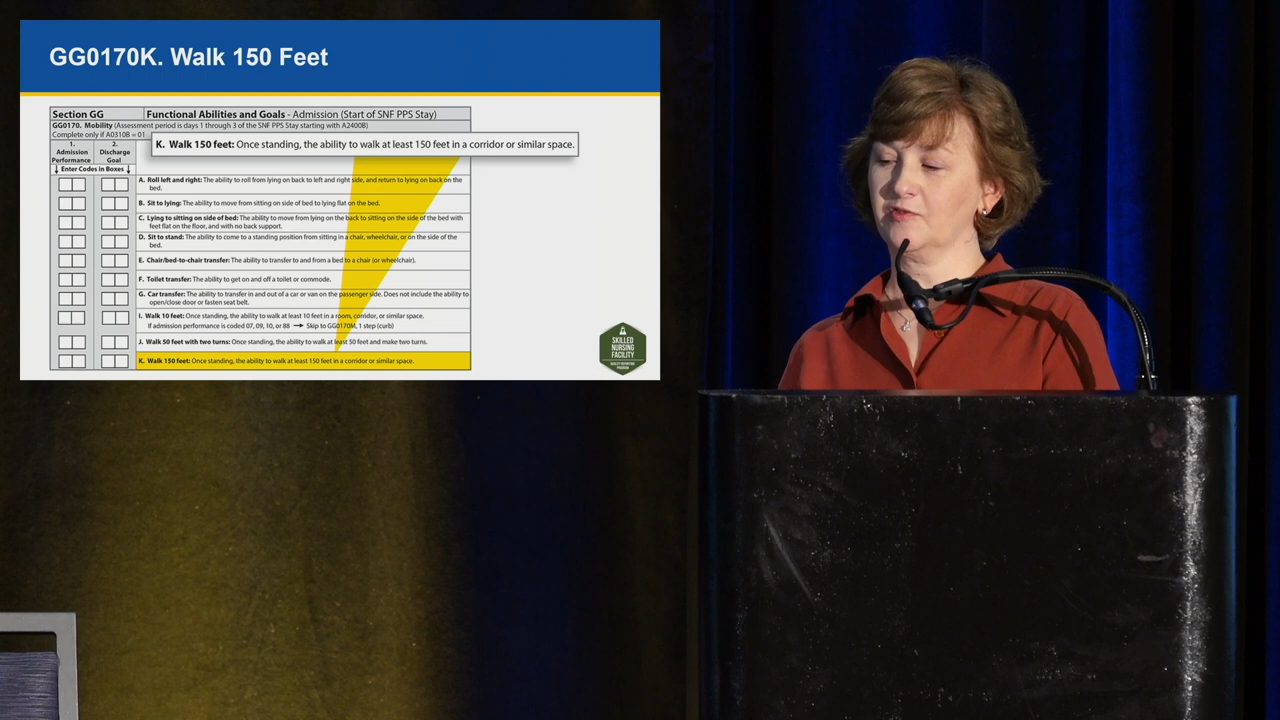 GG0170K. Walk 150 Feet
Section GG
Functional Abilities and Goals - Admission (Start of SNF PPS Stay)
GG0170. Mobility (Assessment period is days 1 through 3 of the SNF PPS Stay starting with A2400B)
Complete only if A0310B = 01
K. Walk 150 feet: Once standing, the ability to walk at least 150 feet in a corridor or similar space.
1.
Admission
Performance
2.
Discharge
Goal
↓ Enter Codes in Boxes ↓
A. Roll left and right: The ability to roll from lying on back to left and right side, and return to lying on back on the
bed.
B. Sit to lying: The ability to move from sitting on side of bed to lying flat on the bed.
C. Lying to sitting on side of bed: The ability to move from lying on the back to sitting on the side of the bed with
feet flat on the floor, and with no back support.
D. Sit to stand: The ability to come to a standing position from sitting in a chair, wheelchair, or on the side of the
bed.
E. Chair/bed-to-chair transfer: The ability to transfer to and from a bed to a chair (or wheelchair).
F. Toilet transfer: The ability to get on and off a toilet or commode.
G. Car transfer: The ability to transfer in and out of a car or van on the passenger side. Does not include the ability to
open/close door or fasten seat belt.
I. Walk 10 feet: Once standing, the ability to walk at least 10 feet in a room, corridor, or similar space.
If admission performance is coded 07, 09, 10, or 88 → Skip to GG0170M, 1 step (curb)
J. Walk 50 feet with two turns: Once standing, the ability to walk at least 50 feet and make two turns.
K. Walk 150 feet: Once standing, the ability to walk at least 150 feet in a corridor or similar space.
SKILLED
NURSING
FACILITY
QUALITY REPORTING
PROGRAM